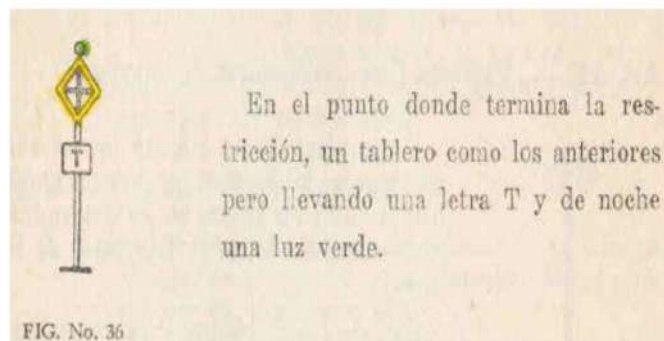 T
En el punto donde termina la res-
tricción, un tablero como los anteriores
pero llevando una letra T y de noche
una luz verde.
FIG. No. 36